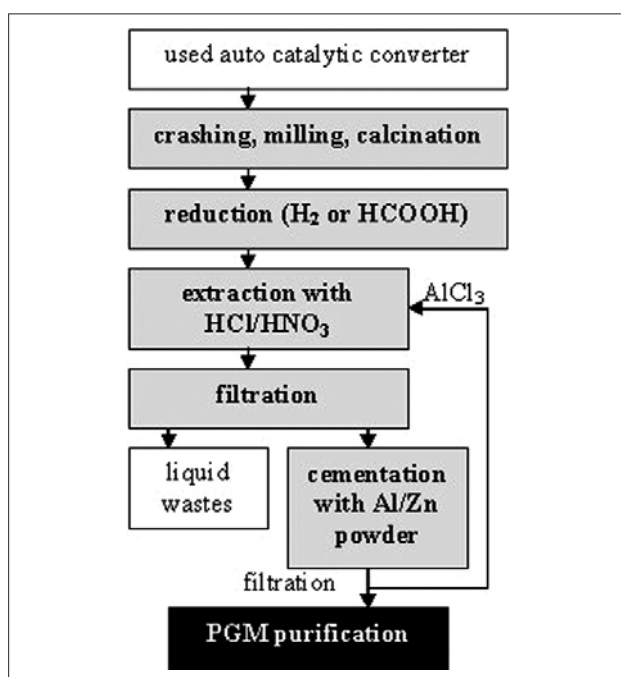 used auto catalytic converter
crashing, milling, calcination
reduction (H₂ or HCOOH)
extraction with
HCl/HNO₃
AlCl₃
filtration
liquid
wastes
cementation
with Al/Zn
powder
filtration
PGM purification